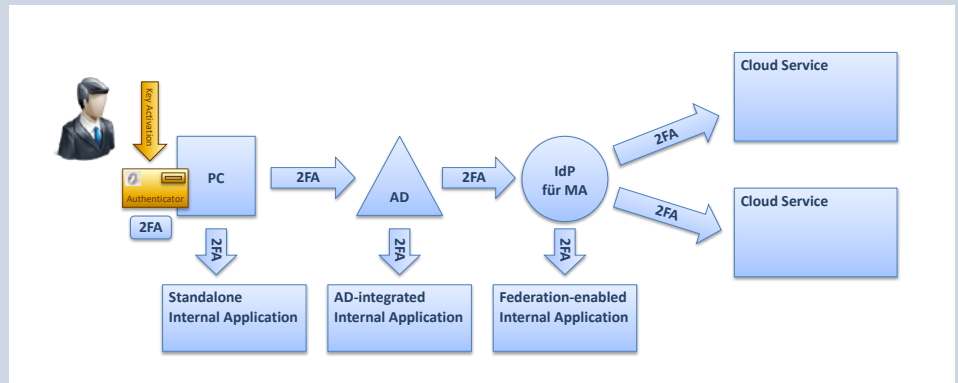 Key Activation
Authenticator
2FA
PC
2FA
AD
2FA
IdP
für MA
2FA
2FA
Cloud Service
Cloud Service
2FA
2FA
2FA
Standalone
Internal Application
AD-integrated
Internal Application
Federation-enabled
Internal Application